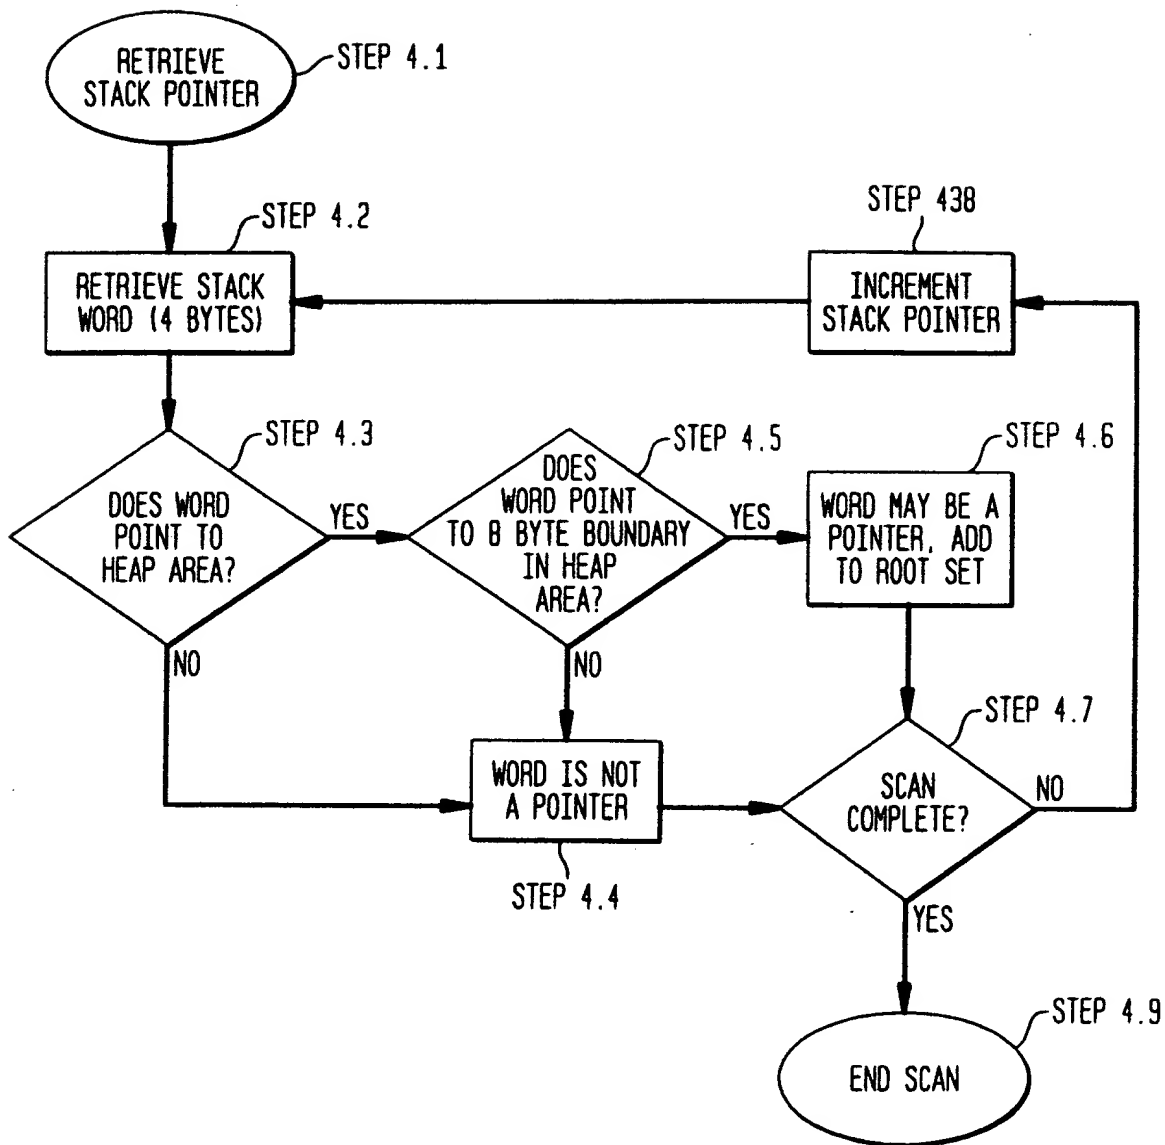 RETRIEVE
STACK POINTER
STEP 4.1
STEP 4.2
RETRIEVE STACK
WORD (4 BYTES)
STEP 438
INCREMENT
STACK POINTER
STEP 4.3
DOES WORD
POINT TO
HEAP AREA?
YES
NO
STEP 4.5
DOES
WORD POINT
TO 8 BYTE BOUNDARY
IN HEAP
AREA?
YES
NO
STEP 4.6
WORD MAY BE A
POINTER, ADD
TO ROOT SET
WORD IS NOT
A POINTER
STEP 4.4
STEP 4.7
SCAN
COMPLETE?
NO
YES
STEP 4.9
END SCAN